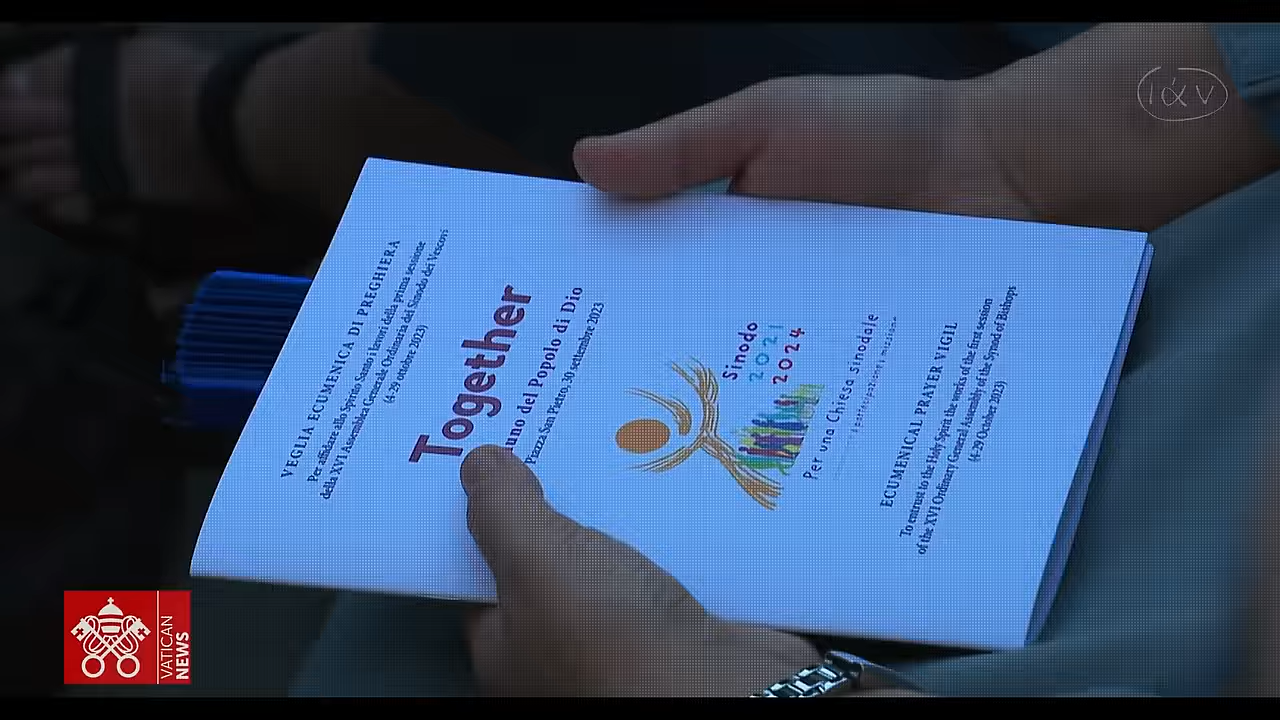 VEGLIA ECUMENICA DI PREGHIERA
Per affidare allo Spirito Santo i lavori della prima sessione
della XVI Assemblea Generale Ordinaria del Sinodo dei Vescovi
(4-29 ottobre 2023)
Together
del Popolo di Dio
Piazza San Pietro, 30 settembre 2023
Sinodo
2021
2024
Per una Chiesa sinodale
partecipazione | missione
ECUMENICAL PRAYER VIGIL
To entrust to the Holy Spirit the works of the first session
of the XVI Ordinary General Assembly of the Synod of Bishops
(4-29 October 2023)
VATICAN
NEWS